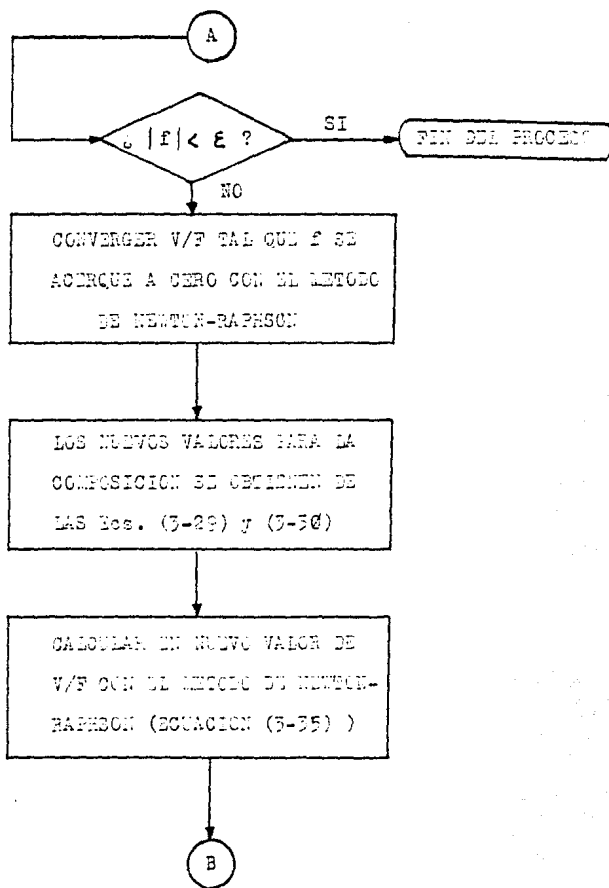 A
¿ |f| < ε ?
SI
FIN DEL PROCESO
NO
CONVERGER V/F TAL QUE f SE
ACERQUE A CERO CON EL METODO
DE NEWTON-RAPHSON
LOS NUEVOS VALORES PARA LA
COMPOSICION SE OBTIENEN DE
LAS Ecs. (3-29) y (3-30)
CALCULAR UN NUEVO VALOR DE
V/F CON EL METODO DE NEWTON-
RAPHSON (ECUACION (3-35) )
B